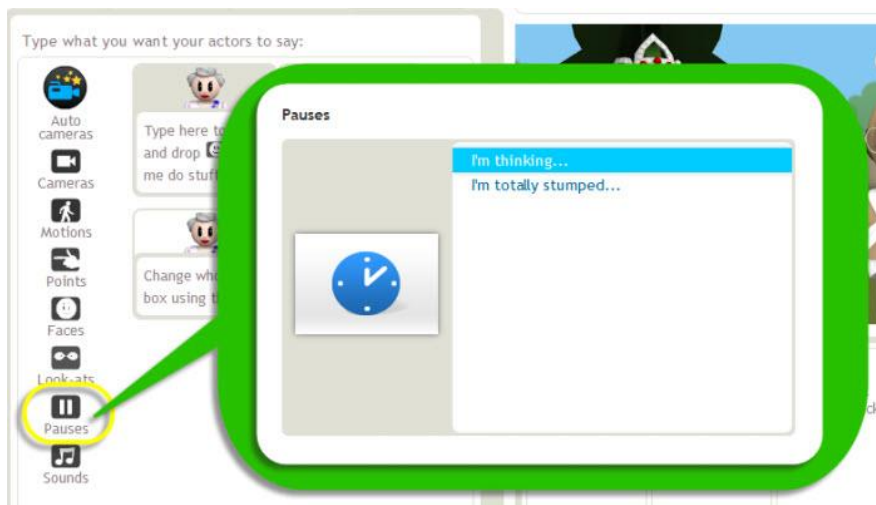 Type what you want your actors to say:
Auto
cameras
Cameras
Motions
Points
Faces
Look-ats
Pauses
Sounds
Type here to
and drop
me do stuff
Change who
box using
Pauses
I'm thinking...
I'm totally stumped...